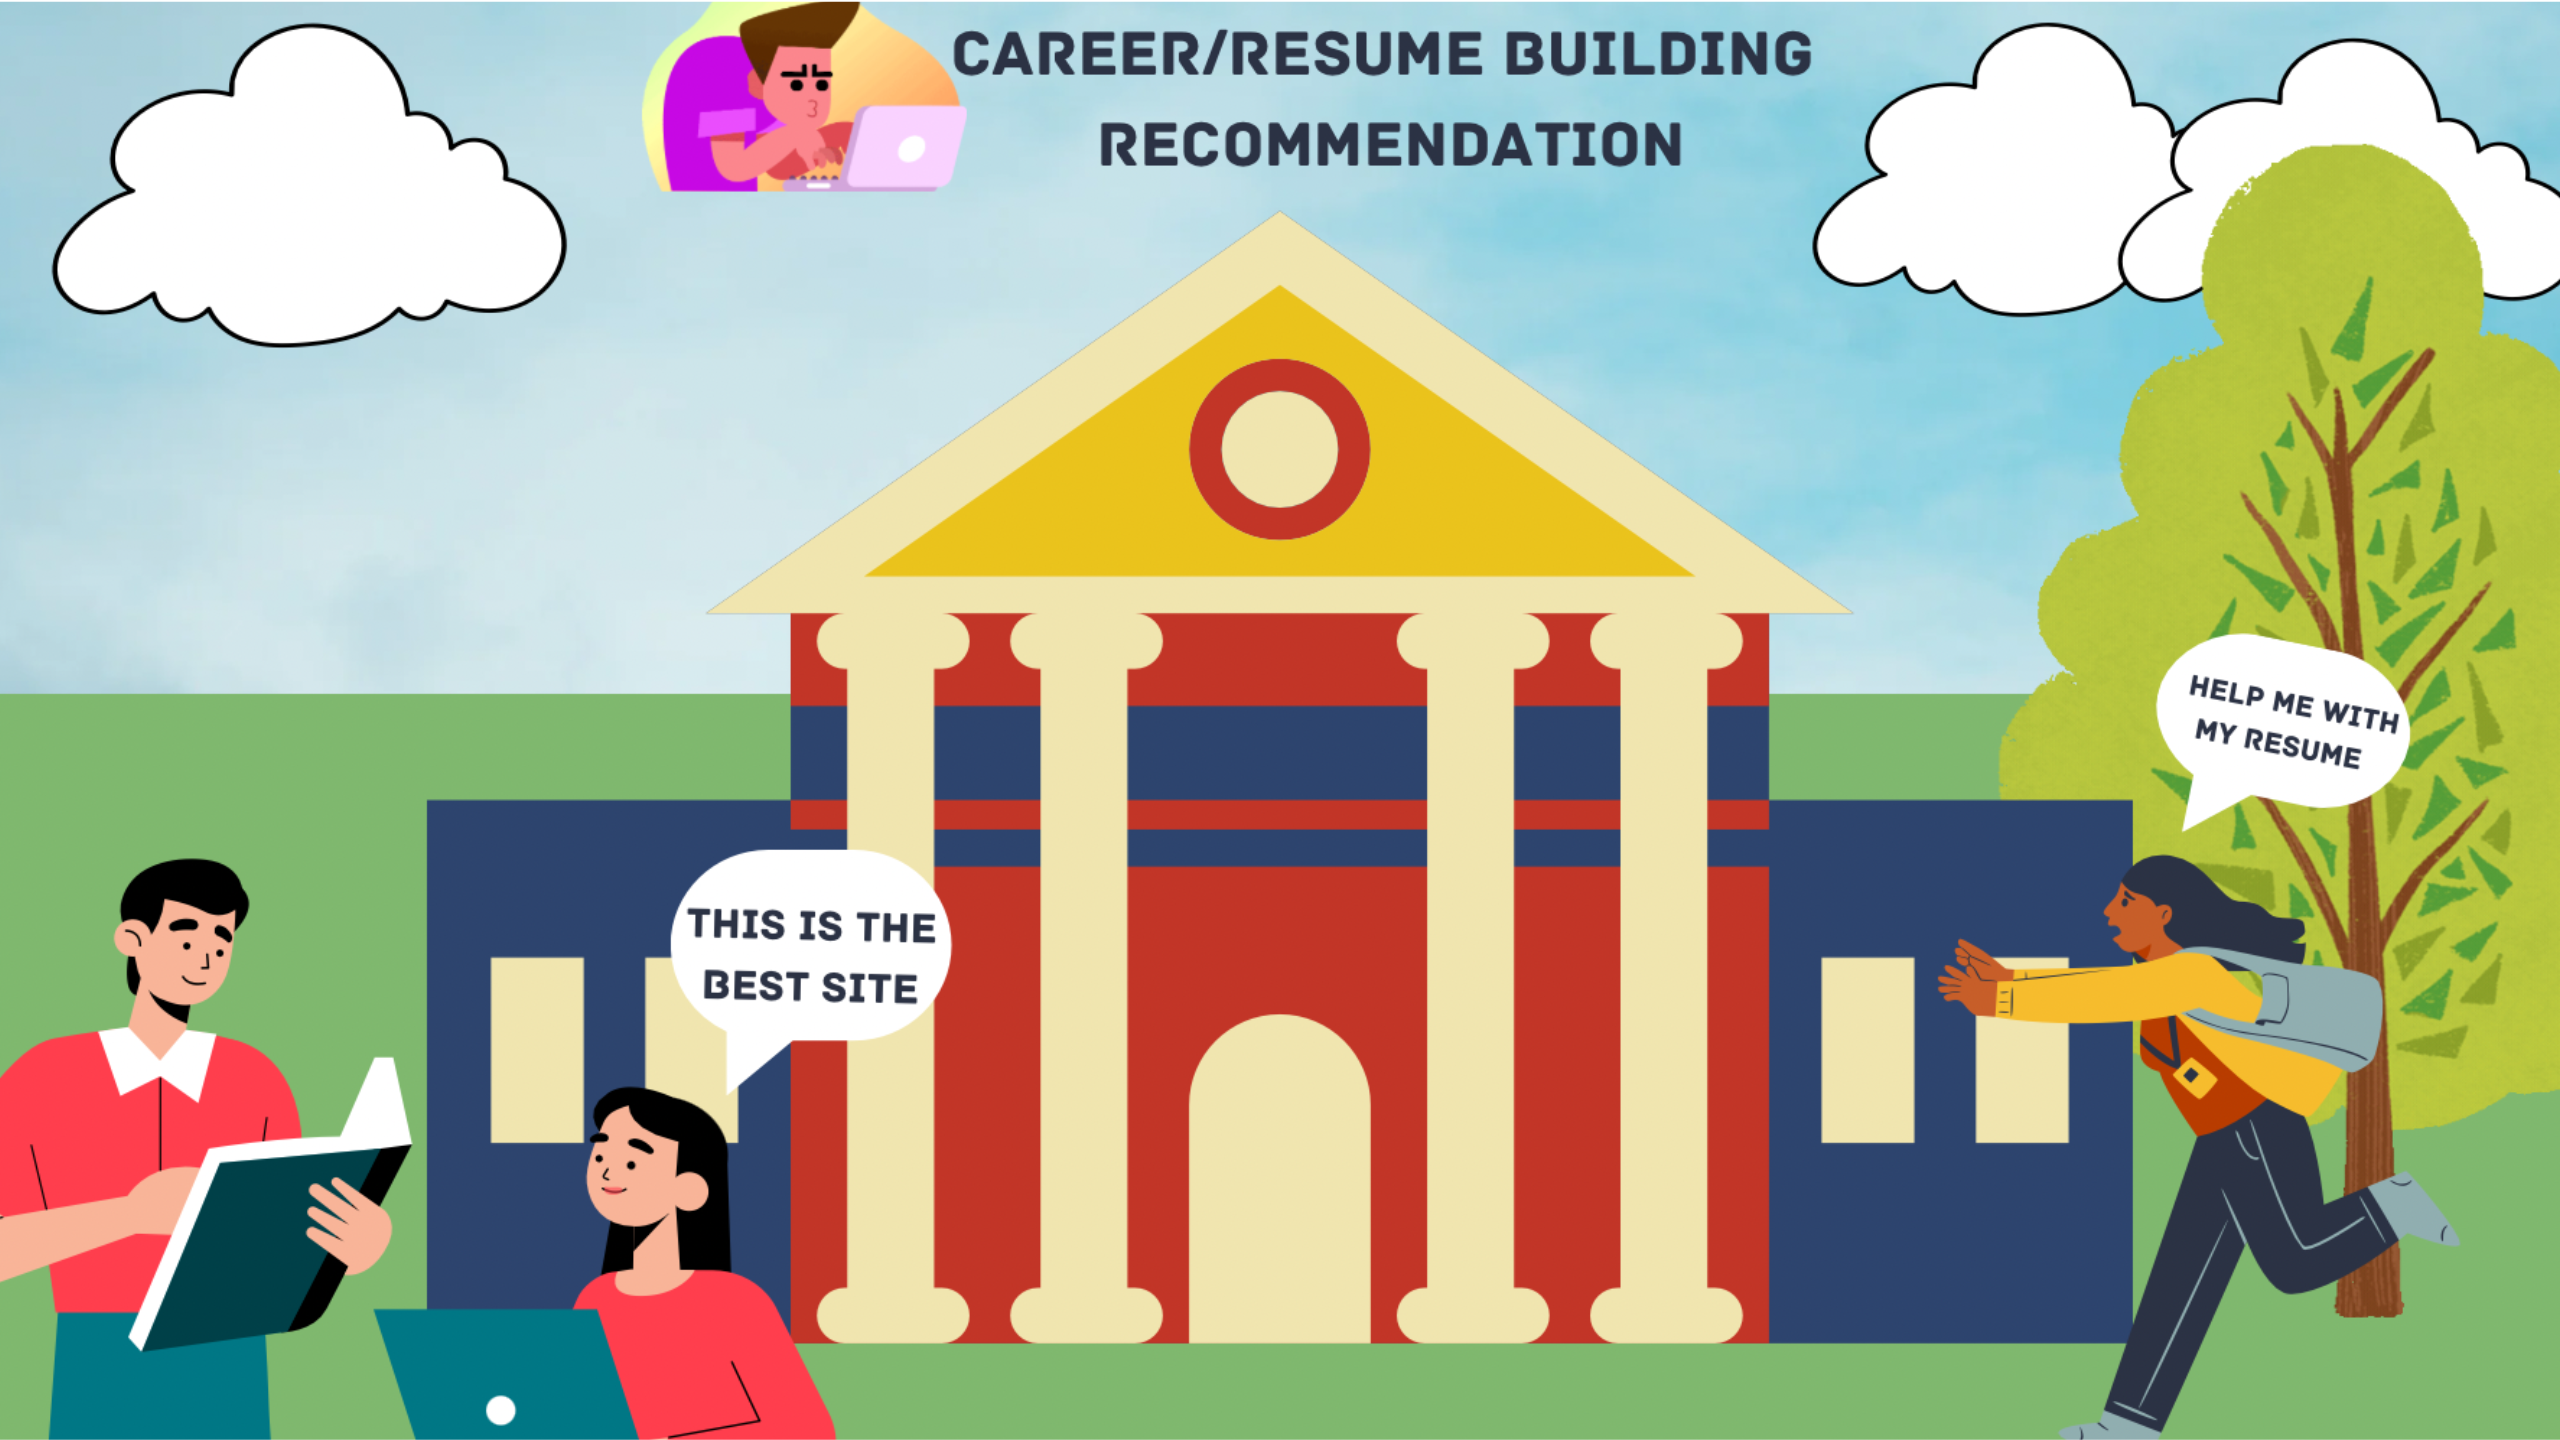 CAREER/RESUME BUILDING
RECOMMENDATION
HELP ME WITH
MY RESUME
THIS IS THE
BEST SITE